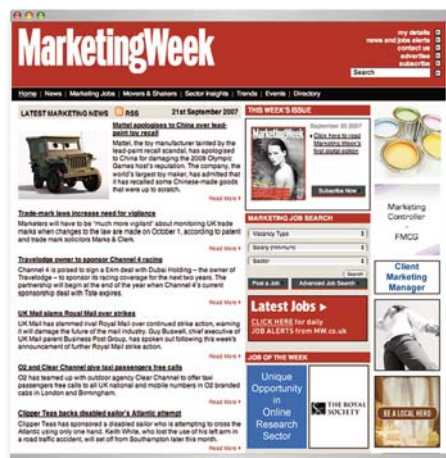 MarketingWeek
my details
news and jobs alerts
contact us
advertise
subscribe
Search
Home | News | Marketing Jobs | Movers & Shakers | Sector Insights | Trends | Events | Directory
LATEST MARKETING NEWS RSS 21st September 2007
Mattel apologises to China over lead-
paint toy recall
Mattel, the toy manufacturer tainted by the
lead-paint recall scandal, has apologised
to China for damaging the 2008 Olympic
Games host's reputation. The company, the
world's largest toy maker, has admitted that
it has recalled some Chinese-made goods
that were up to scratch.
Read More
Trade-mark laws increase need for vigilance
Marketers will have to be 'much more vigilant' about monitoring UK trade
marks when changes to the law are made on October 1, according to patent
and trade mark solicitors Marks & Clerk.
Read More
Travelodge owner to sponsor Channel 4 racing
Channel 4 is poised to sign a £4m deal with Dubai Holding – the owner of
Travelodge – to sponsor its racing coverage for the next two years. The
partnership will begin at the end of the year when Channel 4's current
sponsorship deal with Tote expires.
Read More
UK Mail slams Royal Mail over strikes
UK Mail has slammed rival Royal Mail over continued strike action, warning
it will damage the future of the mail industry. Guy Buswell, chief executive of
UK Mail parent Business Post Group, has spoken out following this week's
announcement of further Royal Mail strike action.
Read More
O2 and Clear Channel give taxi passengers free calls
O2 has teamed up with outdoor agency Clear Channel to offer taxi
passengers free calls to all UK national and mobile numbers in O2 branded
cabs in London and Birmingham.
Read More
Clipper Teas backs disabled sailor's Atlantic attempt
Clipper Teas has sponsored a disabled sailor who is attempting to cross the
Atlantic using only one hand. Keith White, who lost the use of his left arm in
a road traffic accident, will set off from Southampton later this month.
Read More
THIS WEEK'S ISSUE
MarketingWeek
September 20 2007
Click here to read
Marketing Week's
first digital edition
Subscribe Now
MARKETING JOB SEARCH
Vacancy Type
Salary (minimum)
Sector
Search
Post a Job
Advanced Job Search
Latest Jobs
CLICK HERE for daily
JOB ALERTS from MW.co.uk
JOB OF THE WEEK
Unique
Opportunity
in
Online
Research
Sector
THE ROYAL
SOCIETY
Marketing
Controller
-
FMCG
Client
Marketing
Manager
BE A LOCAL HERO